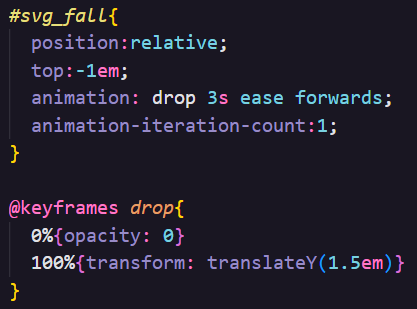 #svg_fall{
  position:relative;
  top:-1em;
  animation: drop 3s ease forwards;
  animation-iteration-count:1;
}

@keyframes drop{
  0%{opacity: 0}
  100%{transform: translateY(1.5em)}
}